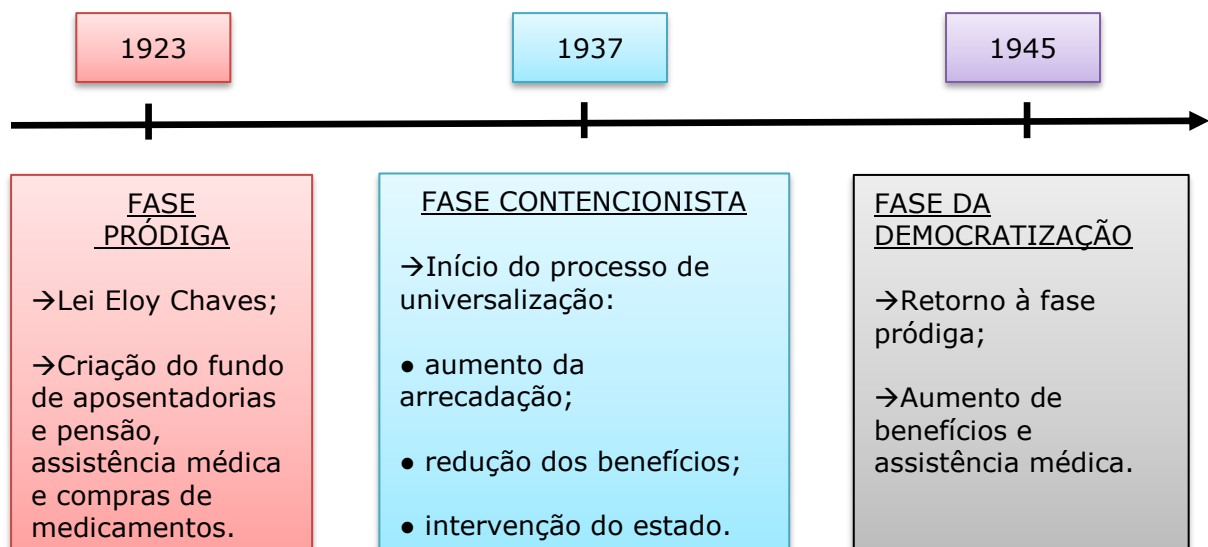 1923
1937
1945
FASE
PRÓDIGA
→Lei Eloy Chaves;
→Criação do fundo
de aposentadorias
e pensão,
assistência médica
e compras de
medicamentos.
FASE CONTENCIONISTA
→Início do processo de
universalização:
● aumento da
arrecadação;
● redução dos benefícios;
● intervenção do estado.
FASE DA
DEMOCRATIZAÇÃO
→Retorno à fase
pródiga;
→Aumento de
benefícios e
assistência médica.